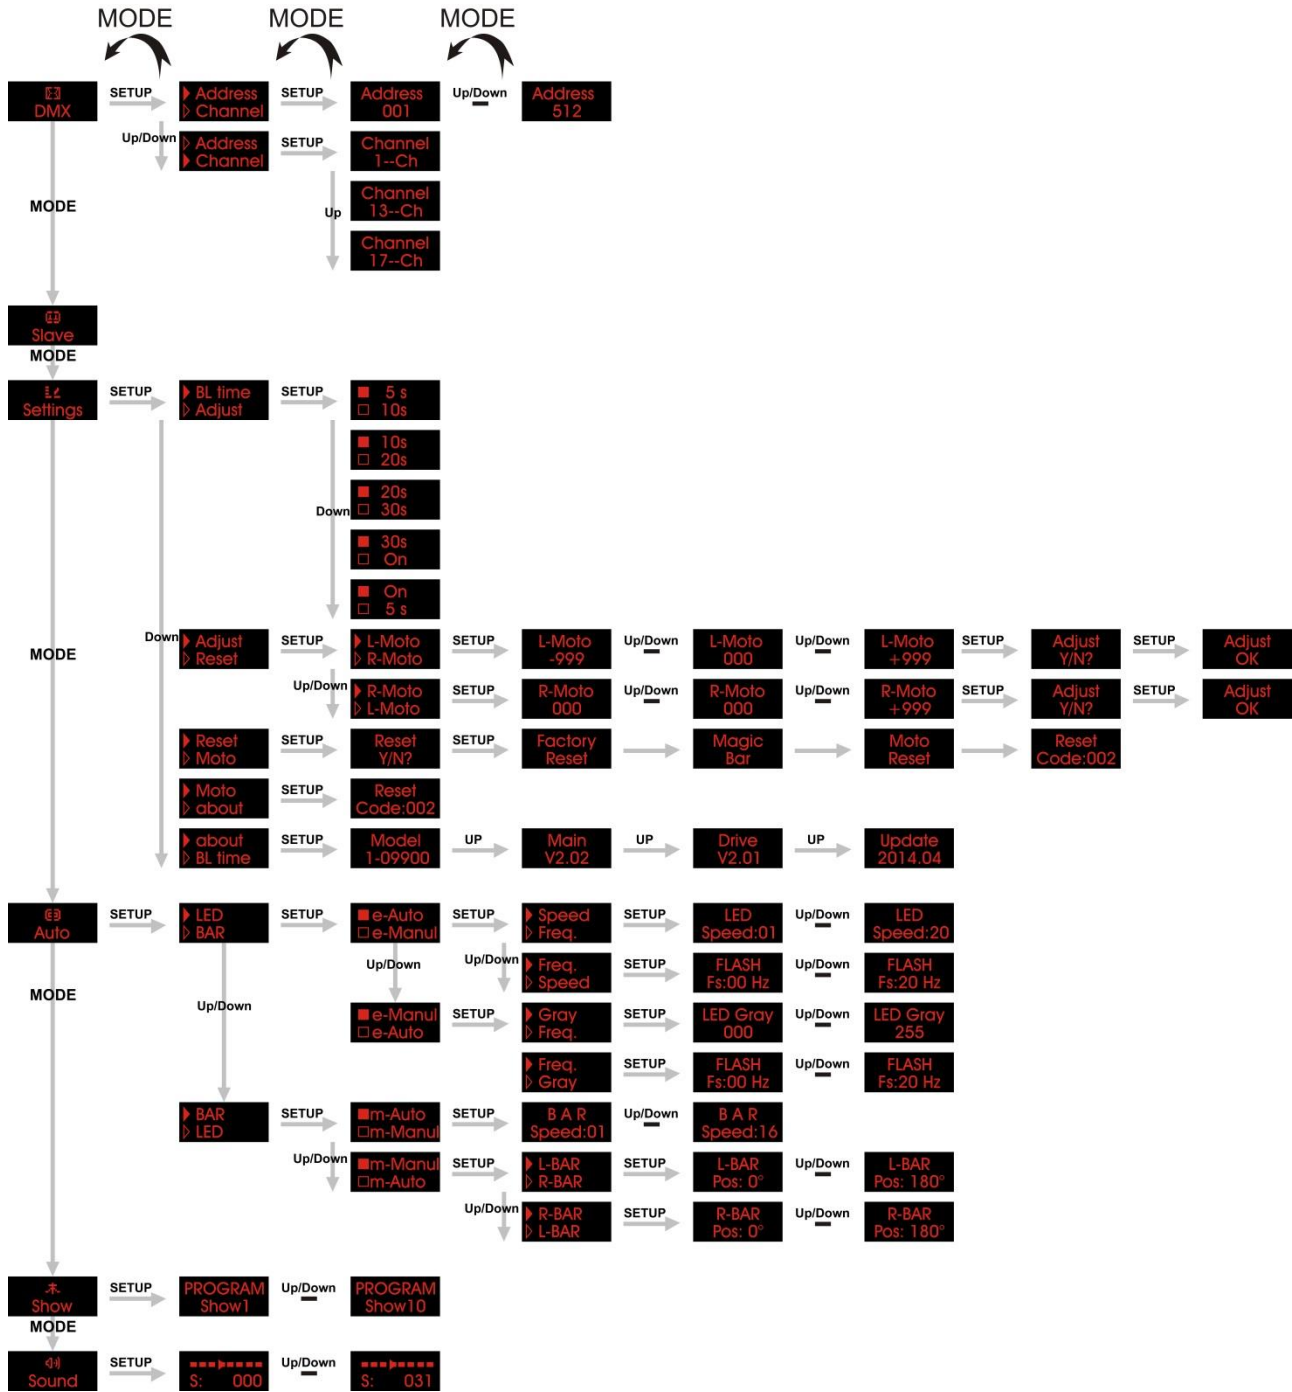 MODE MODE MODE
DMX SETUP Address SETUP Address Up/Down Address
Channel 001 512
Up/Down Address SETUP Channel
Channel 1--Ch
MODE Up Channel
13--Ch
Channel
17--Ch
Slave
MODE
Settings SETUP BL time SETUP 5 s
Adjust 10s
10s
20s
Down 20s
30s
30s
On
On
5 s
MODE Down Adjust SETUP L-Moto SETUP L-Moto Up/Down L-Moto Up/Down L-Moto SETUP Adjust SETUP Adjust
Reset R-Moto -999 000 +999 Y/N? OK
Up/Down R-Moto SETUP R-Moto Up/Down R-Moto Up/Down R-Moto SETUP Adjust SETUP Adjust
L-Moto 000 000 +999 Y/N? OK
Reset SETUP Reset SETUP Factory Magic Moto Reset
Moto Y/N? Reset Bar Reset Code:002
Moto SETUP Reset
about Code:002
about SETUP Model UP Main UP Drive UP Update
BL time 1-09900 V2.02 V2.01 2014.04
Auto SETUP LED SETUP e-Auto SETUP Speed SETUP LED Up/Down LED
BAR e-Manul Freq. Speed:01 Speed:20
Up/Down Up/Down Freq. SETUP FLASH Up/Down FLASH
Speed Fs:00 Hz Fs:20 Hz
MODE Up/Down e-Manul SETUP Gray SETUP LED Gray Up/Down LED Gray
e-Auto Freq. 000 255
Freq. SETUP FLASH Up/Down FLASH
Gray Fs:00 Hz Fs:20 Hz
BAR SETUP m-Auto SETUP B A R Up/Down B A R
LED m-Manul Speed:01 Speed:16
Up/Down m-Manul SETUP L-BAR SETUP L-BAR Up/Down L-BAR
m-Auto R-BAR Pos: 0° Pos: 180°
Up/Down R-BAR SETUP R-BAR Up/Down R-BAR
L-BAR Pos: 0° Pos: 180°
Show SETUP PROGRAM Up/Down PROGRAM
Show1 Show10
MODE
Sound SETUP S: 000 Up/Down S: 031